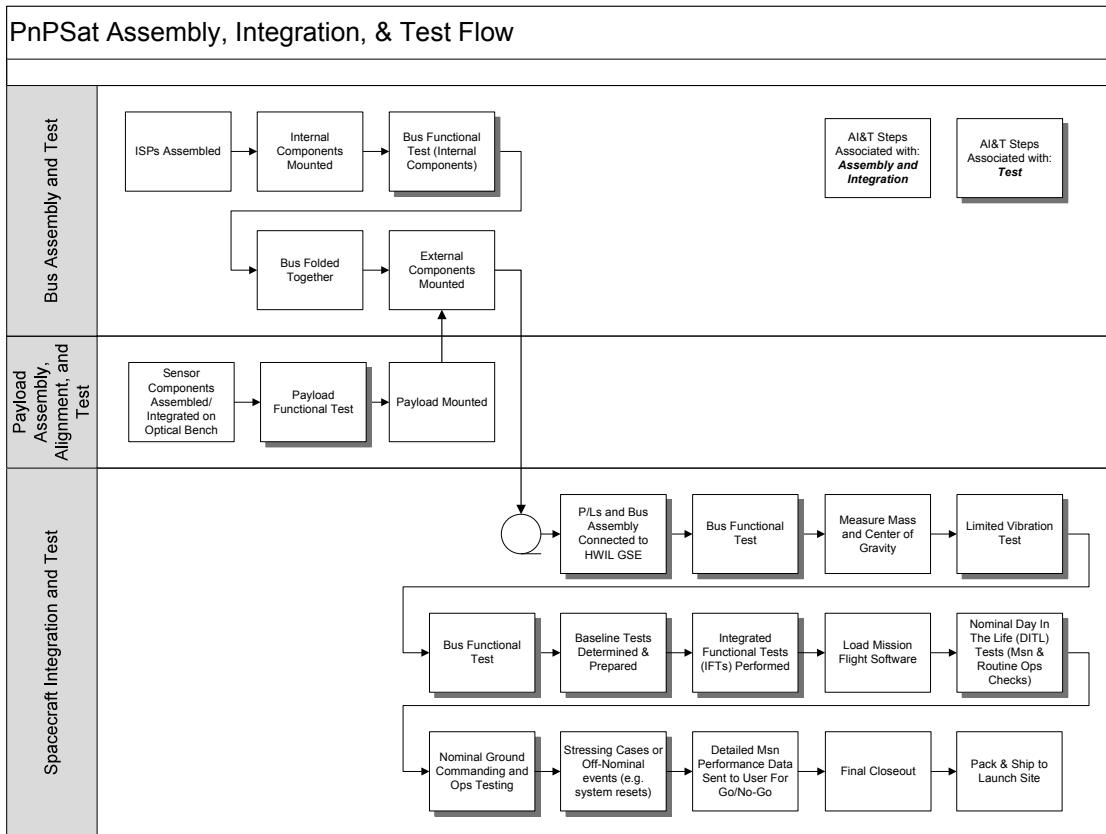 PnPSat Assembly, Integration, & Test Flow
Bus Assembly and Test
ISPs Assembled
Internal
Components
Mounted
Bus Functional
Test (Internal
Components)
AI&T Steps
Associated with:
Assembly and
Integration
AI&T Steps
Associated with:
Test
Bus Folded
Together
External
Components
Mounted
Payload
Assembly,
Alignment, and
Test
Sensor
Components
Assembled/
Integrated on
Optical Bench
Payload
Functional Test
Payload Mounted
Spacecraft Integration and Test
P/Ls and Bus
Assembly
Connected to
HWIL GSE
Bus Functional
Test
Measure Mass
and Center of
Gravity
Limited Vibration
Test
Bus Functional
Test
Baseline Tests
Determined &
Prepared
Integrated
Functional Tests
(IFTs) Performed
Load Mission
Flight Software
Nominal Day In
The Life (DITL)
Tests (Msn &
Routine Ops
Checks)
Nominal Ground
Commanding and
Ops Testing
Stressing Cases or
Off-Nominal
events (e.g.
system resets)
Detailed Msn
Performance Data
Sent to User For
Go/No-Go
Final Closeout
Pack & Ship to
Launch Site